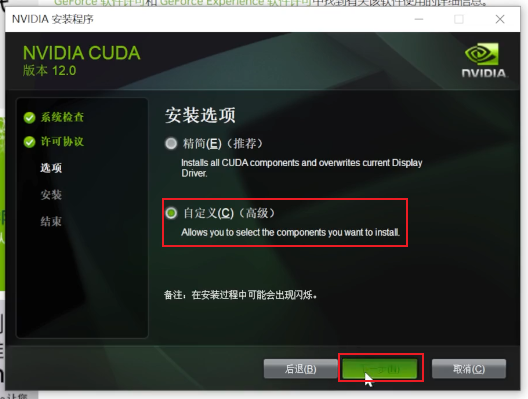 GeForce 软件许可和 GeForce Experience 软件许可中找到有关该软件使用的详细信息。
NVIDIA 安装程序
NVIDIA CUDA
版本 12.0
NVIDIA.
系统检查
许可协议
选项
安装
结束
安装选项
精简(E)（推荐）
Installs all CUDA components and overwrites current Display
Driver.
自定义(C)（高级）
Allows you to select the components you want to install.
备注：在安装过程中可能会出现闪烁。
后退(B)
下一步(N)
取消(C)